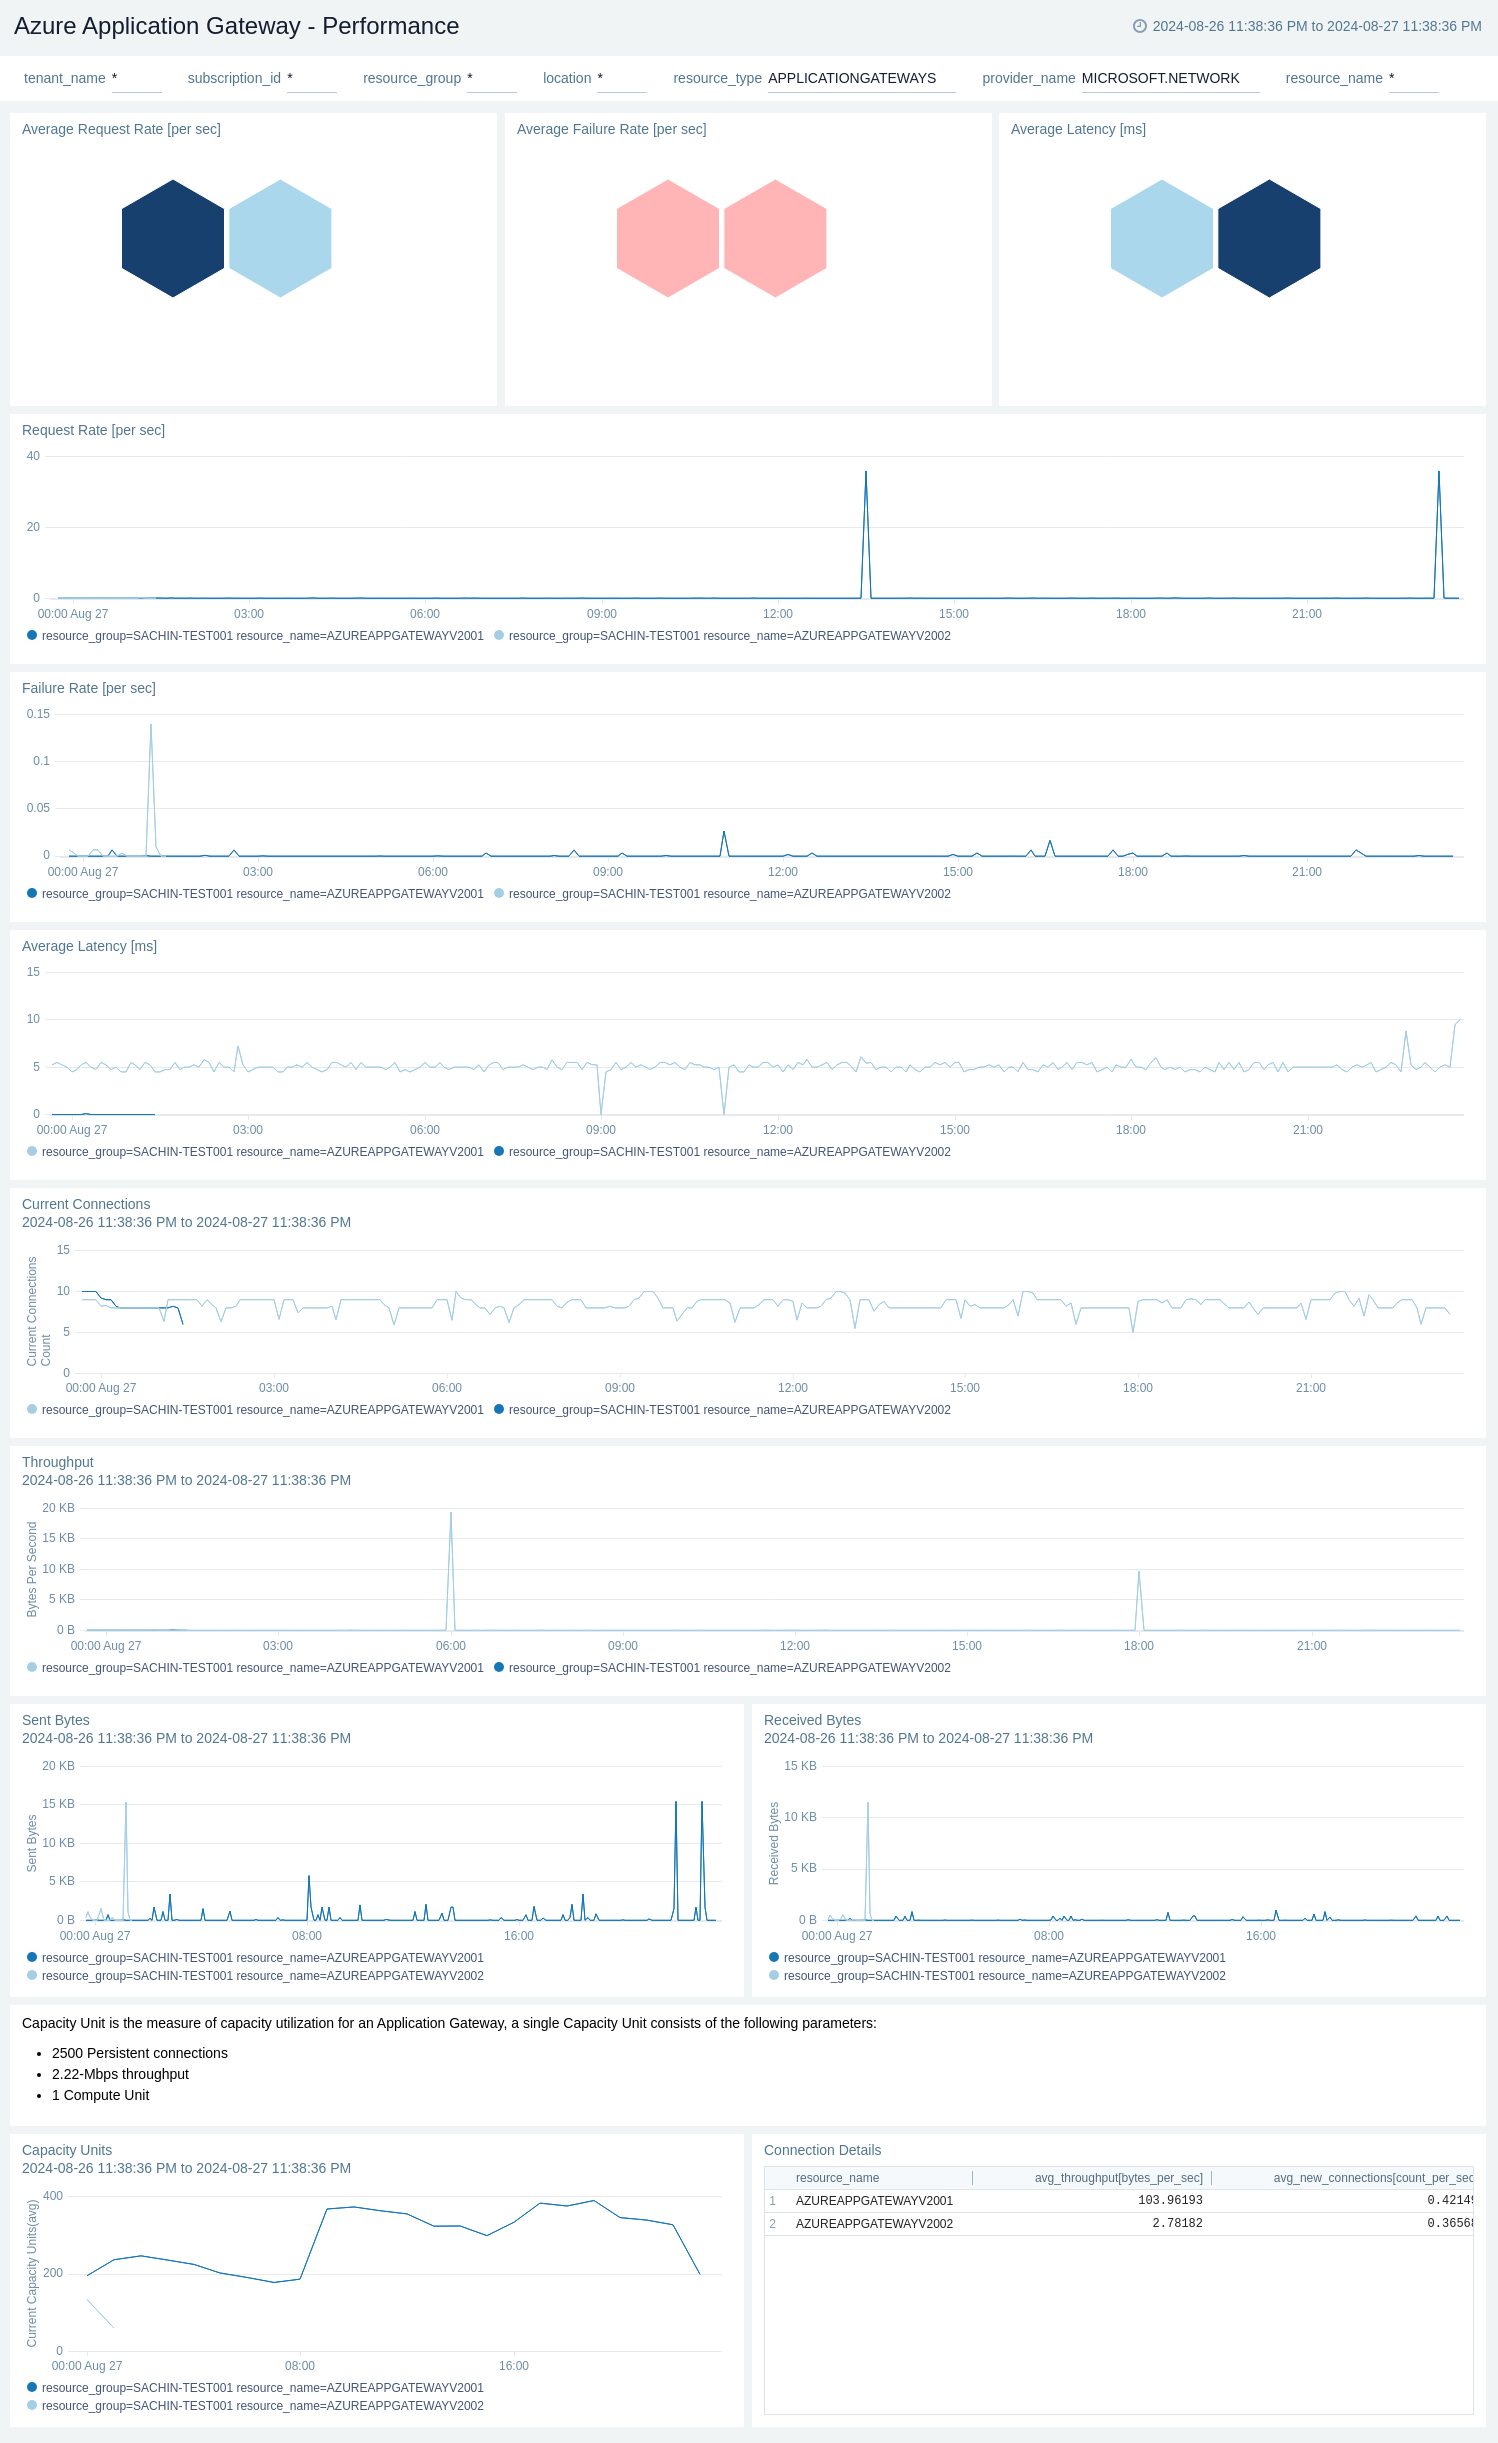 Azure Application Gateway - Performance
2024-08-26 11:38:36 PM to 2024-08-27 11:38:36 PM
tenant_name * subscription_id * resource_group * location * resource_type APPLICATIONGATEWAYS provider_name MICROSOFT.NETWORK resource_name *
Average Request Rate [per sec]
Average Failure Rate [per sec]
Average Latency [ms]
Request Rate [per sec]
40
20
0
00:00 Aug 27 03:00 06:00 09:00 12:00 15:00 18:00 21:00
resource_group=SACHIN-TEST001 resource_name=AZUREAPPGATEWAYV2001 resource_group=SACHIN-TEST001 resource_name=AZUREAPPGATEWAYV2002
Failure Rate [per sec]
0.15
0.1
0.05
0
00:00 Aug 27 03:00 06:00 09:00 12:00 15:00 18:00 21:00
resource_group=SACHIN-TEST001 resource_name=AZUREAPPGATEWAYV2001 resource_group=SACHIN-TEST001 resource_name=AZUREAPPGATEWAYV2002
Average Latency [ms]
15
10
5
0
00:00 Aug 27 03:00 06:00 09:00 12:00 15:00 18:00 21:00
resource_group=SACHIN-TEST001 resource_name=AZUREAPPGATEWAYV2001 resource_group=SACHIN-TEST001 resource_name=AZUREAPPGATEWAYV2002
Current Connections
2024-08-26 11:38:36 PM to 2024-08-27 11:38:36 PM
Current Connections
Count
15
10
5
0
00:00 Aug 27 03:00 06:00 09:00 12:00 15:00 18:00 21:00
resource_group=SACHIN-TEST001 resource_name=AZUREAPPGATEWAYV2001 resource_group=SACHIN-TEST001 resource_name=AZUREAPPGATEWAYV2002
Throughput
2024-08-26 11:38:36 PM to 2024-08-27 11:38:36 PM
Bytes Per Second
20 KB
15 KB
10 KB
5 KB
0 B
00:00 Aug 27 03:00 06:00 09:00 12:00 15:00 18:00 21:00
resource_group=SACHIN-TEST001 resource_name=AZUREAPPGATEWAYV2001 resource_group=SACHIN-TEST001 resource_name=AZUREAPPGATEWAYV2002
Sent Bytes
2024-08-26 11:38:36 PM to 2024-08-27 11:38:36 PM
Sent Bytes
20 KB
15 KB
10 KB
5 KB
0 B
00:00 Aug 27 08:00 16:00
resource_group=SACHIN-TEST001 resource_name=AZUREAPPGATEWAYV2001
resource_group=SACHIN-TEST001 resource_name=AZUREAPPGATEWAYV2002
Received Bytes
2024-08-26 11:38:36 PM to 2024-08-27 11:38:36 PM
Received Bytes
15 KB
10 KB
5 KB
0 B
00:00 Aug 27 08:00 16:00
resource_group=SACHIN-TEST001 resource_name=AZUREAPPGATEWAYV2001
resource_group=SACHIN-TEST001 resource_name=AZUREAPPGATEWAYV2002
Capacity Unit is the measure of capacity utilization for an Application Gateway, a single Capacity Unit consists of the following parameters:
• 2500 Persistent connections
• 2.22-Mbps throughput
• 1 Compute Unit
Capacity Units
2024-08-26 11:38:36 PM to 2024-08-27 11:38:36 PM
Current Capacity Units(avg)
400
200
0
00:00 Aug 27 08:00 16:00
resource_group=SACHIN-TEST001 resource_name=AZUREAPPGATEWAYV2001
resource_group=SACHIN-TEST001 resource_name=AZUREAPPGATEWAYV2002
Connection Details
resource_name avg_throughput[bytes_per_sec] avg_new_connections[count_per_sec
1 AZUREAPPGATEWAYV2001 103.96193 0.4214
2 AZUREAPPGATEWAYV2002 2.78182 0.3656